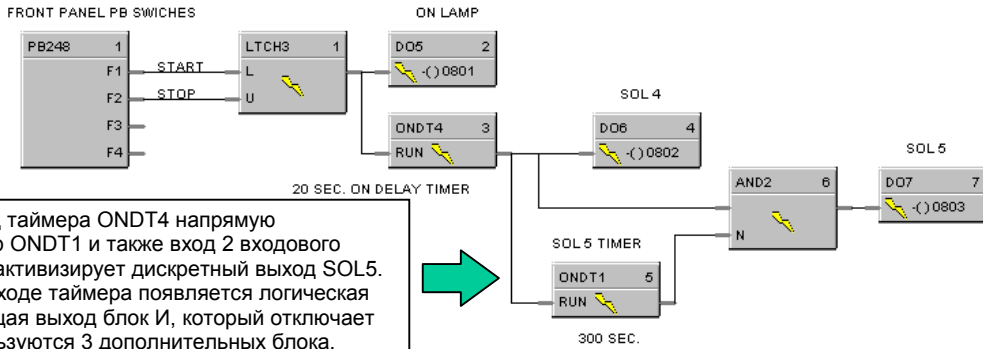 FRONT PANEL PB SWICHES
ON LAMP
PB248 1
F1
F2
F3
F4
START
STOP
LTCH3 1
L
U
DO5 2
-( ) 0801
ONDT4 3
RUN
20 SEC. ON DELAY TIMER
SOL 4
DO6 4
-( ) 0802
SOL 5
AND2 6
N
DO7 7
-( ) 0803
SOL 5 TIMER
ONDT1 5
RUN
300 SEC.
таймера ONDT4 напрямую
ONDT1 и также вход 2 входового
активизирует дискретный выход SOL5.
таймера появляется логическая
выход блок И, который отключает
3 дополнительных блока.